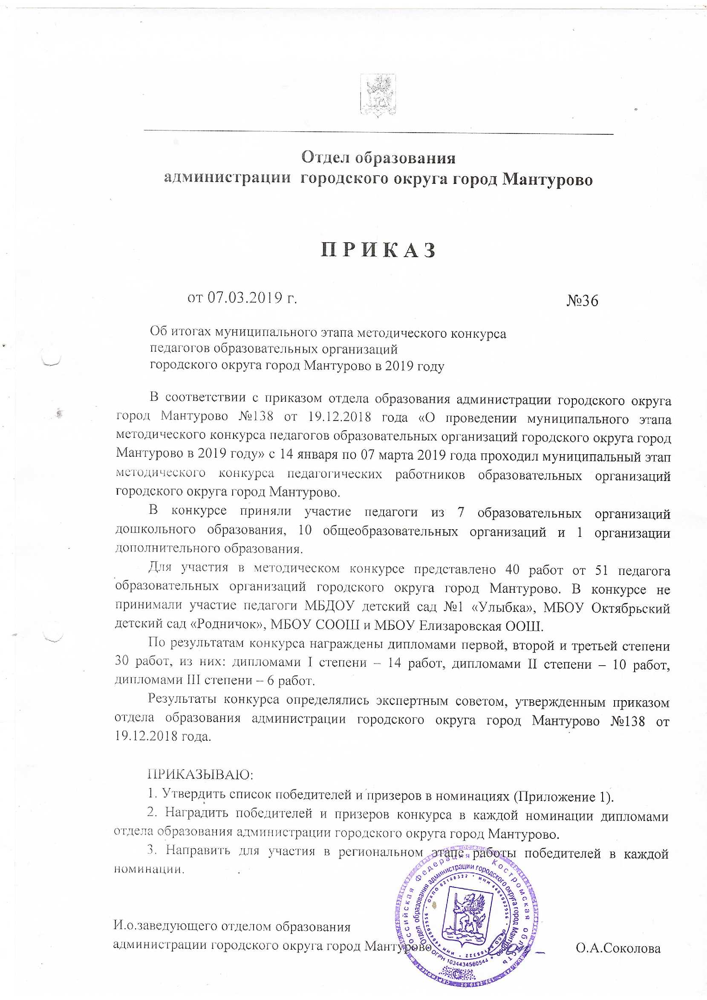 Отдел образования
администрации городского округа город Мантурово
П Р И К А З
от 07.03.2019 г.
№36
Об итогах муниципального этапа методического конкурса
педагогов образовательных организаций
городского округа город Мантурово в 2019 году
В соответствии с приказом отдела образования администрации городского округа
город Мантурово №138 от 19.12.2018 года «О проведении муниципального этапа
методического конкурса педагогов образовательных организаций городского округа город
Мантурово в 2019 году» с 14 января по 07 марта 2019 года проходил муниципальный этап
методического конкурса педагогических работников образовательных организаций
городского округа город Мантурово.
В конкурсе приняли участие педагоги из 7 образовательных организаций
дошкольного образования, 10 общеобразовательных организаций и 1 организации
дополнительного образования.
Для участия в методическом конкурсе представлено 40 работ от 51 педагога
образовательных организаций городского округа город Мантурово. В конкурсе не
принимали участие педагоги МБДОУ детский сад №1 «Улыбка», МБОУ Октябрьский
детский сад «Родничок», МБОУ СООШ и МБОУ Елизаровская ООШ.
По результатам конкурса награждены дипломами первой, второй и третьей степени
30 работ, из них: дипломами I степени – 14 работ, дипломами II степени – 10 работ,
дипломами III степени – 6 работ.
Результаты конкурса определялись экспертным советом, утвержденным приказом
отдела образования администрации городского округа город Мантурово №138 от
19.12.2018 года.
ПРИКАЗЫВАЮ:
1. Утвердить список победителей и призеров в номинациях (Приложение 1).
2. Наградить победителей и призеров конкурса в каждой номинации дипломами
отдела образования администрации городского округа город Мантурово.
3. Направить для участия в региональном этапе работы победителей в каждой
номинации.
И.о.заведующего отделом образования
администрации городского округа город Мантурово
О.А.Соколова
Российская Федерация * Костромская область
Отдел образования администрации городского округа город Мантурово
* ОГРН 1034434560544 *
ОКПО 02108322 * ИНН 4404002956 * ОКПО 02108322 * ИНН 4404002956 *